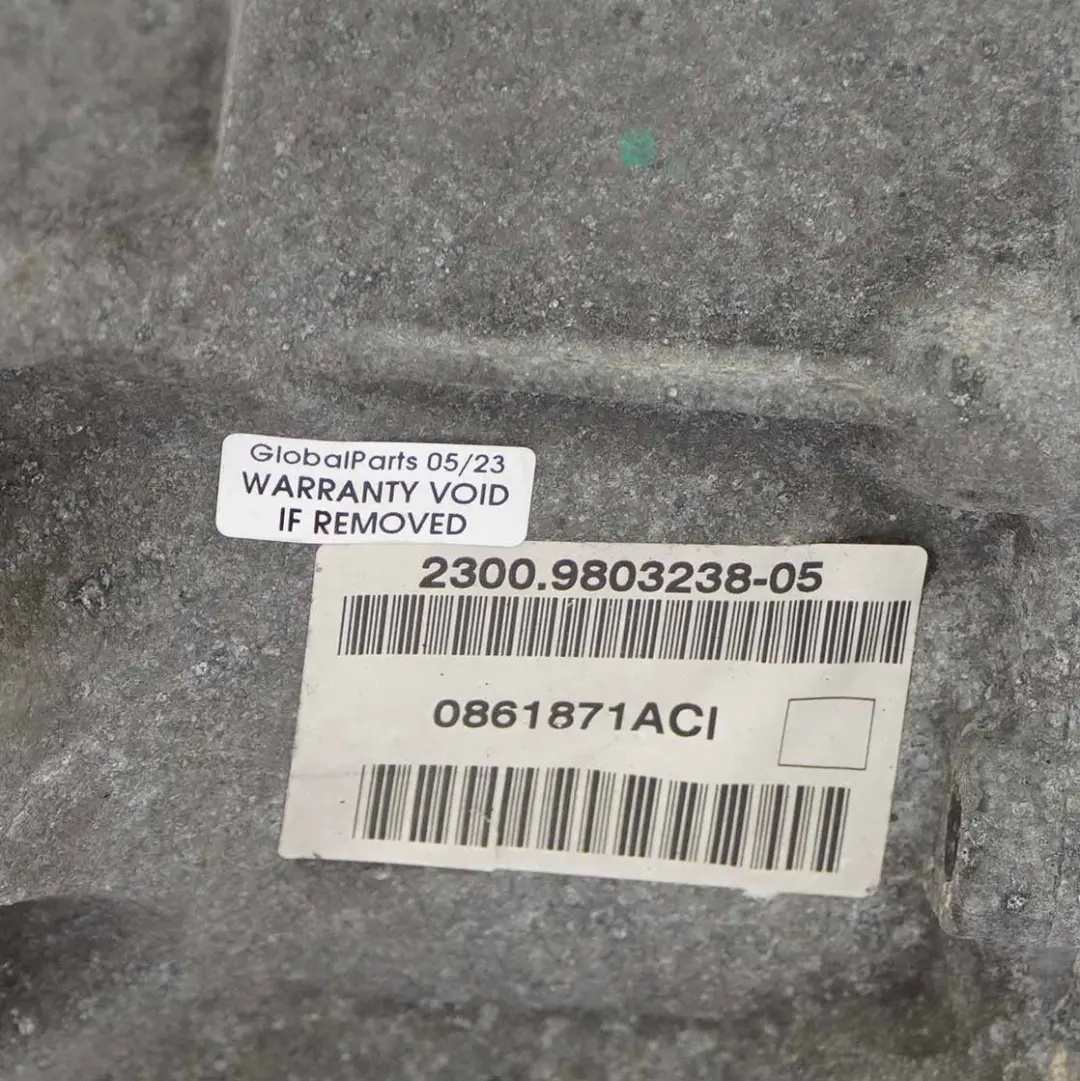 GlobalParts 05/23
WARRANTY VOID
IF REMOVED
2300.9803238-05
0861871ACI